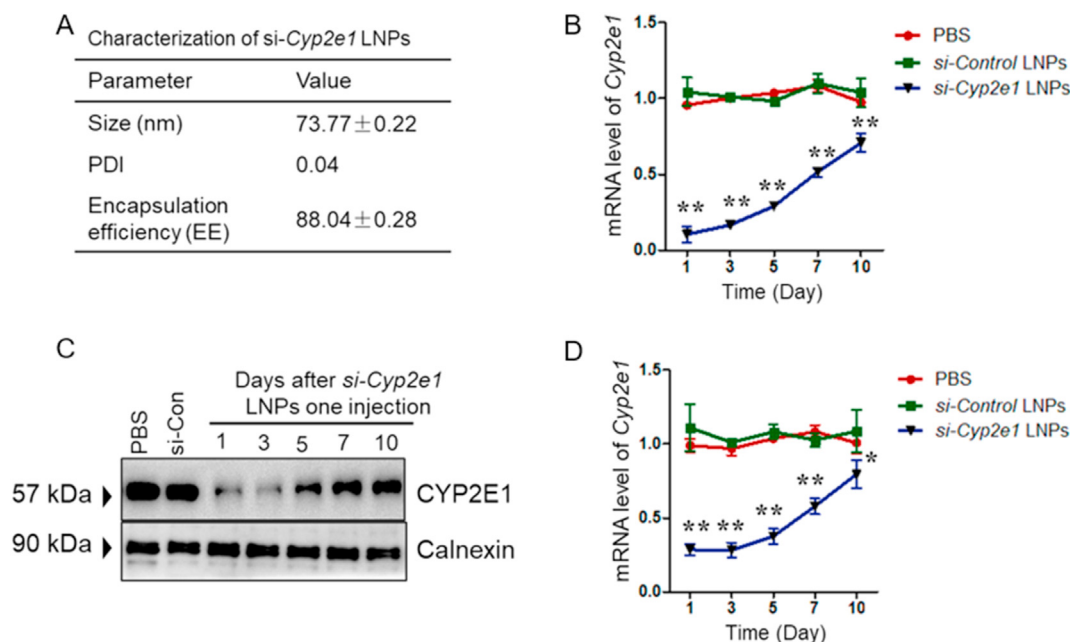 A
Characterization of si-Cyp2e1 LNPs
Parameter Value
Size (nm) 73.77±0.22
PDI 0.04
Encapsulation
efficiency (EE) 88.04±0.28
B
mRNA level of Cyp2e1
1.5
1.0
0.5
0.0
** ** ** ** **
1 3 5 7 10
Time (Day)
PBS
si-Control LNPs
si-Cyp2e1 LNPs
C
Days after si-Cyp2e1
LNPs one injection
PBS si-Con 1 3 5 7 10
57 kDa CYP2E1
90 kDa Calnexin
D
mRNA level of Cyp2e1
1.5
1.0
0.5
0.0
** ** ** ** *
1 3 5 7 10
Time (Day)
PBS
si-Control LNPs
si-Cyp2e1 LNPs